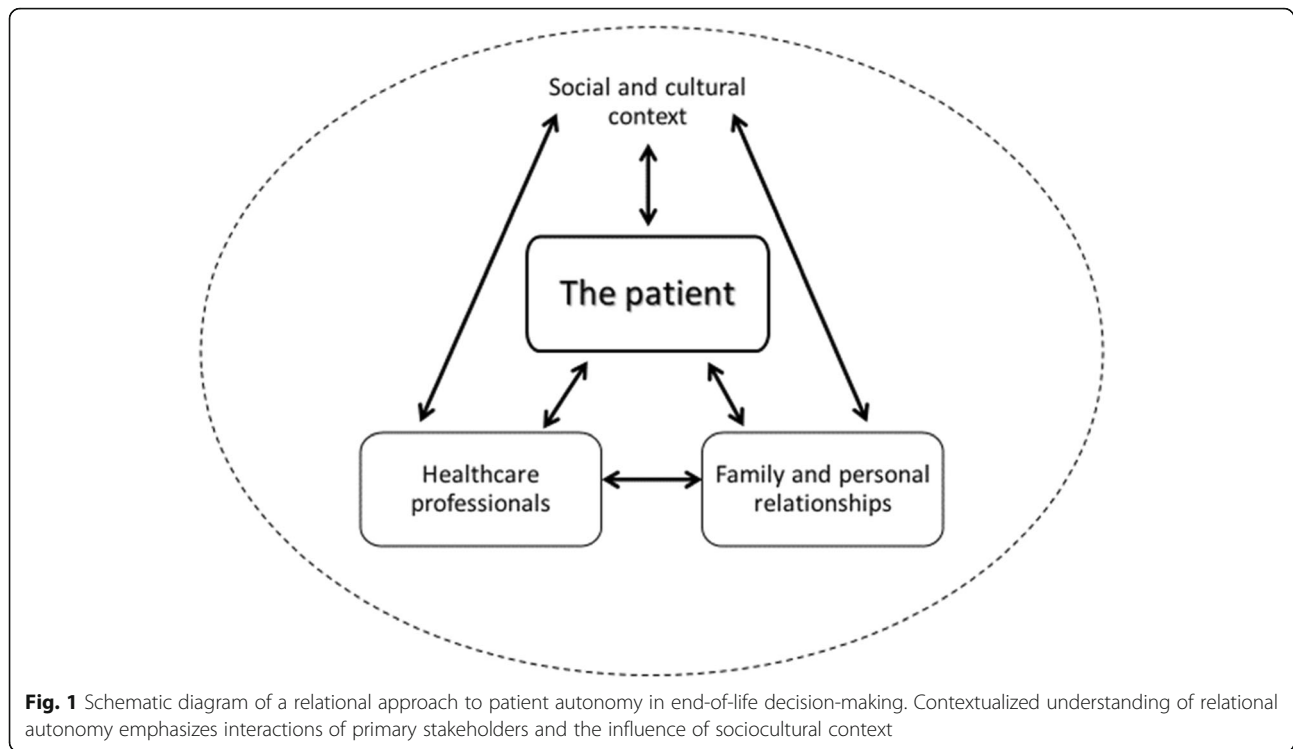 Social and cultural
context
The patient
Healthcare
professionals
Family and personal
relationships
Fig. 1 Schematic diagram of a relational approach to patient autonomy in end-of-life decision-making. Contextualized understanding of relational
autonomy emphasizes interactions of primary stakeholders and the influence of sociocultural context